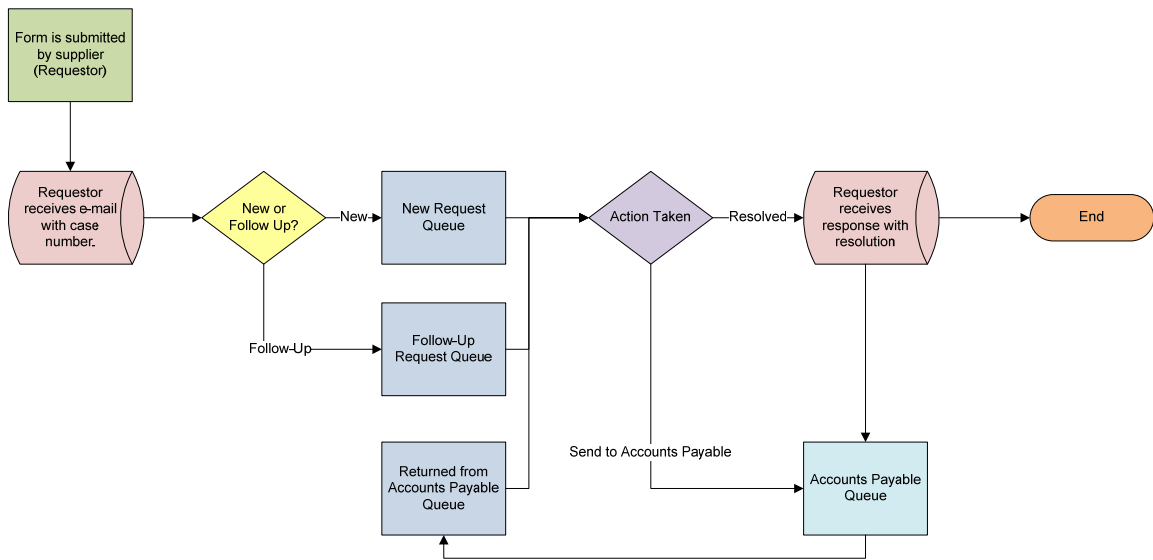 Form is submitted
by supplier
(Requestor)
Requestor
receives e-mail
with case
number.
New or
Follow Up?
New
New Request
Queue
Action Taken
Resolved
Requestor
receives
response with
resolution
End
Follow-Up
Follow-Up
Request Queue
Send to Accounts Payable
Returned from
Accounts Payable
Queue
Accounts Payable
Queue